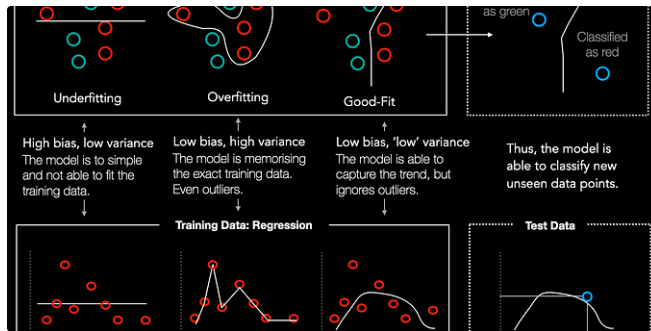 as green
Classified
as red
Underfitting
Overfitting
Good-Fit
High bias, low variance
The model is to simple
and not able to fit the
training data.
Low bias, high variance
The model is memorising
the exact training data.
Even outliers.
Low bias, 'low' variance
The model is able to
capture the trend, but
ignores outliers.
Thus, the model is
able to classify new
unseen data points.
Training Data: Regression
Test Data